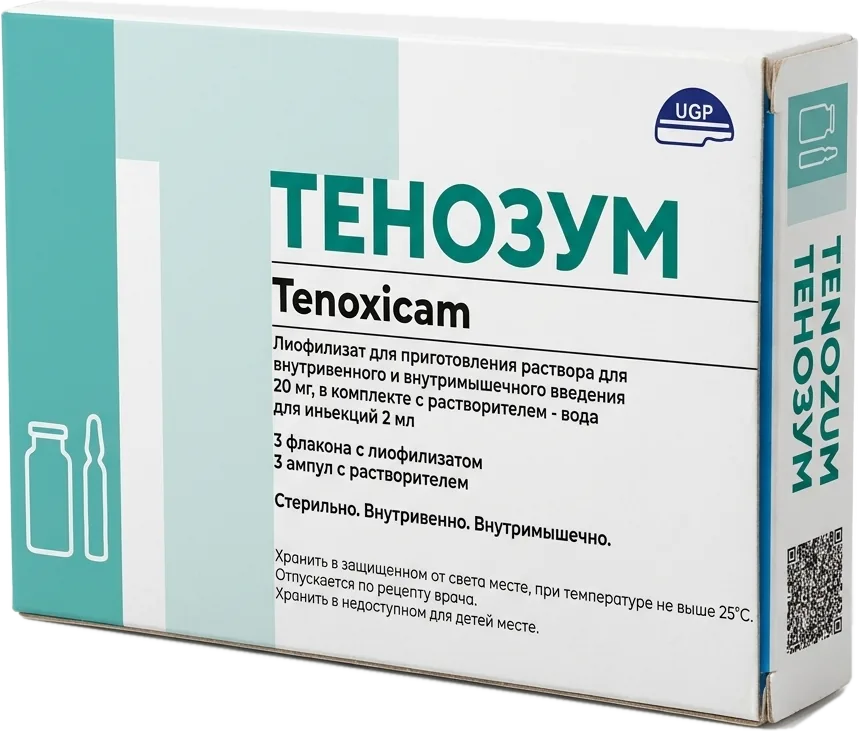 UGP
ТЕНОЗУМ
Tenoxicam
Лиофилизат для приготовления раствора для
внутривенного и внутримышечного введения
20 мг, в комплекте с растворителем - вода
для иньекций 2 мл
3 флакона с лиофилизатом
3 ампул с растворителем
Стерильно. Внутривенно. Внутримышечно.
Хранить в защищенном от света месте, при температуре не выше 25°C.
Отпускается по рецепту врача.
Хранить в недоступном для детей месте.
TENOZUM
ТЕНОЗУМ